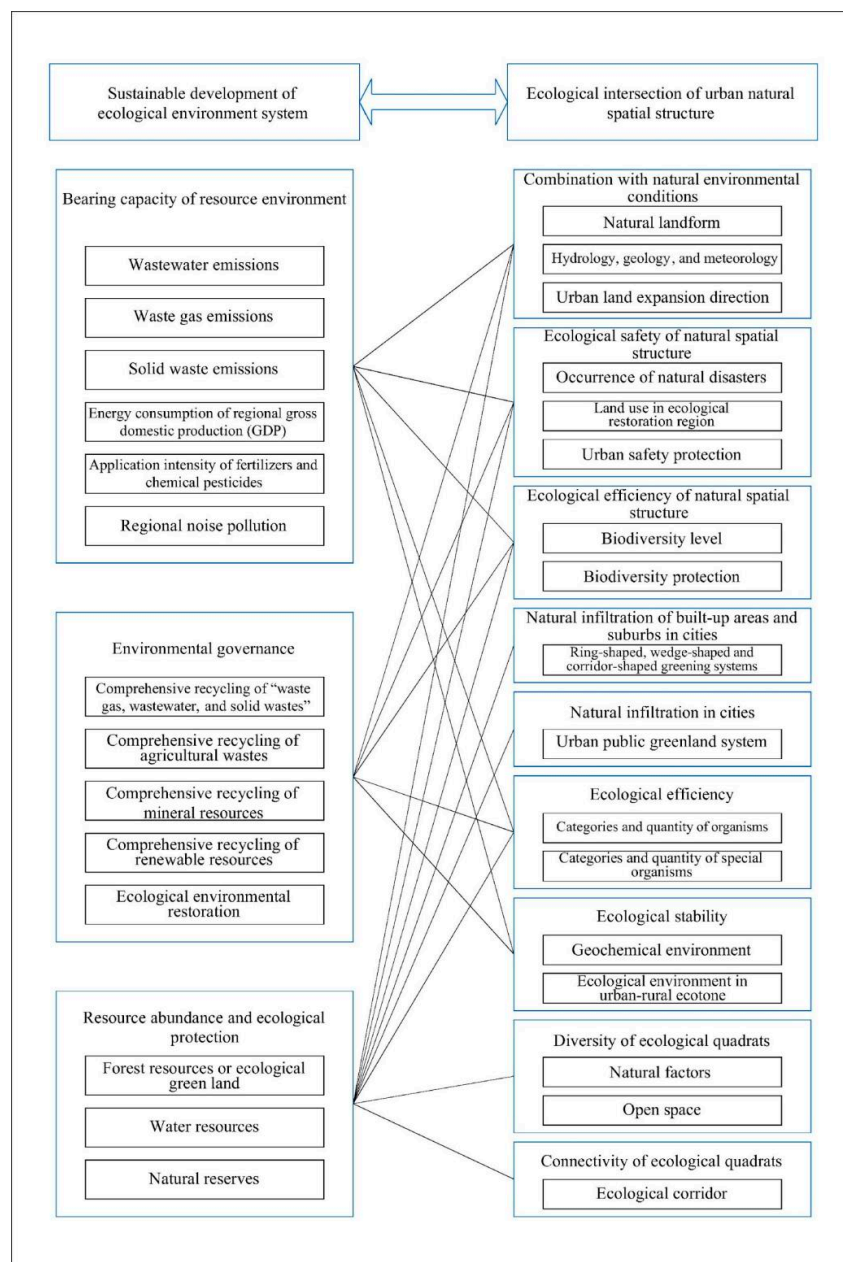 Sustainable development of
ecological environment system
Ecological intersection of urban natural
spatial structure
Bearing capacity of resource environment
Wastewater emissions
Waste gas emissions
Solid waste emissions
Energy consumption of regional gross
domestic production (GDP)
Application intensity of fertilizers and
chemical pesticides
Regional noise pollution
Environmental governance
Comprehensive recycling of “waste
gas, wastewater, and solid wastes”
Comprehensive recycling of
agricultural wastes
Comprehensive recycling of
mineral resources
Comprehensive recycling of
renewable resources
Ecological environmental
restoration
Resource abundance and ecological
protection
Forest resources or ecological
green land
Water resources
Natural reserves
Combination with natural environmental
conditions
Natural landform
Hydrology, geology, and meteorology
Urban land expansion direction
Ecological safety of natural spatial
structure
Occurrence of natural disasters
Land use in ecological
restoration region
Urban safety protection
Ecological efficiency of natural spatial
structure
Biodiversity level
Biodiversity protection
Natural infiltration of built-up areas and
suburbs in cities
Ring-shaped, wedge-shaped and
corridor-shaped greening systems
Natural infiltration in cities
Urban public greenland system
Ecological efficiency
Categories and quantity of organisms
Categories and quantity of special
organisms
Ecological stability
Geochemical environment
Ecological environment in
urban-rural ecotone
Diversity of ecological quadrats
Natural factors
Open space
Connectivity of ecological quadrats
Ecological corridor